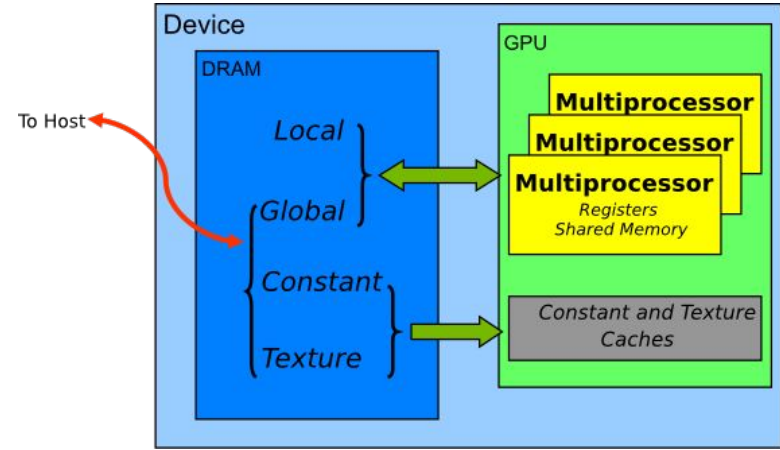 Device
DRAM
GPU
To Host
Local
Global
Constant
Texture
Multiprocessor
Multiprocessor
Multiprocessor
Registers
Shared Memory
Constant and Texture
Caches